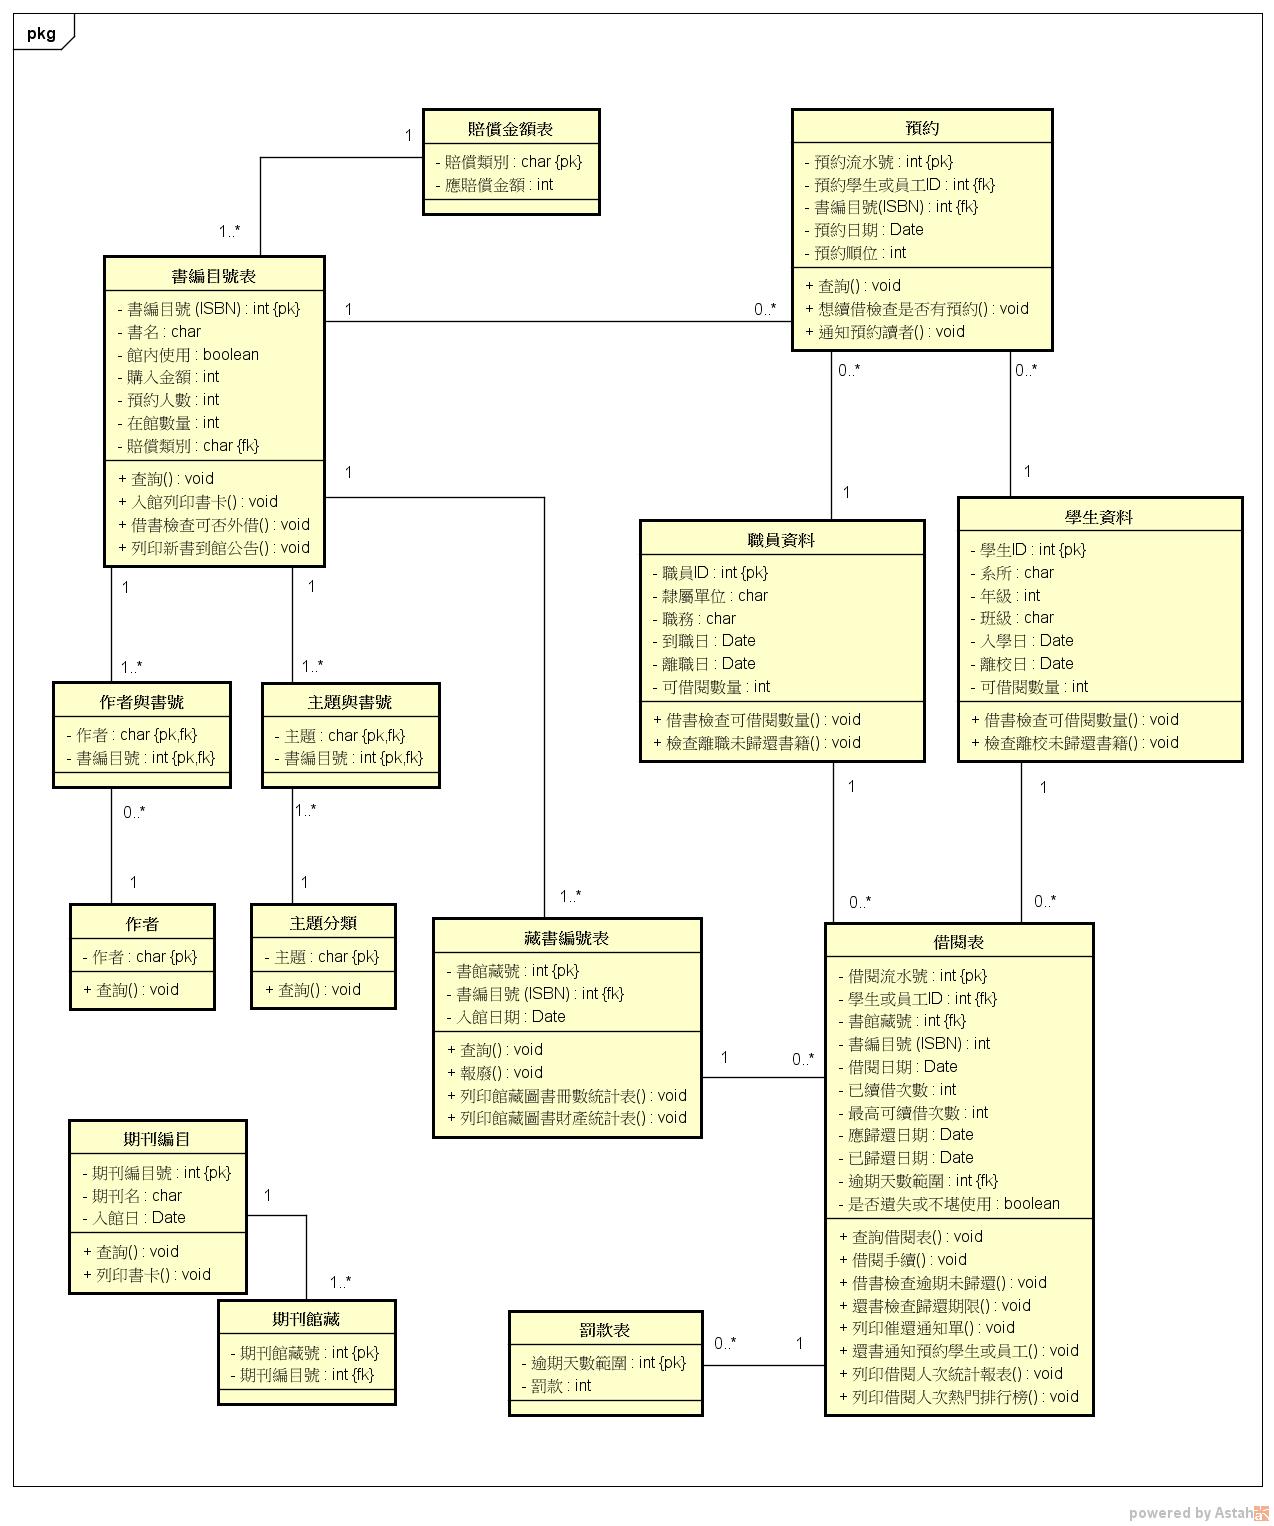 pkg
賠償金額表
- 賠償類別 : char {pk}
- 應賠償金額 : int
1
1..*
預約
- 預約流水號 : int {pk}
- 預約學生或員工ID : int {fk}
- 書編目號(ISBN) : int {fk}
- 預約日期 : Date
- 預約順位 : int
+ 查詢() : void
+ 想續借檢查是否有預約() : void
+ 通知預約讀者() : void
書編目號表
- 書編目號 (ISBN) : int {pk}
- 書名 : char
- 館內使用 : boolean
- 購入金額 : int
- 預約人數 : int
- 在館數量 : int
- 賠償類別 : char {fk}
+ 查詢() : void
+ 入館列印書卡() : void
+ 借書檢查可否外借() : void
+ 列印新書到館公告() : void
1
0..*
0..*
0..*
1
1
1
職員資料
- 職員ID : int {pk}
- 隸屬單位 : char
- 職務 : char
- 到職日 : Date
- 離職日 : Date
- 可借閱數量 : int
+ 借書檢查可借閱數量() : void
+ 檢查離職未歸還書籍() : void
學生資料
- 學生ID : int {pk}
- 系所 : char
- 年級 : int
- 班級 : char
- 入學日 : Date
- 離校日 : Date
- 可借閱數量 : int
+ 借書檢查可借閱數量() : void
+ 檢查離校未歸還書籍() : void
1
1
1..*
1..*
作者與書號
- 作者 : char {pk,fk}
- 書編目號 : int {pk,fk}
主題與書號
- 主題 : char {pk,fk}
- 書編目號 : int {pk,fk}
0..*
1..*
1
1
1
1
1..*
0..*
0..*
作者
- 作者 : char {pk}
+ 查詢() : void
主題分類
- 主題 : char {pk}
+ 查詢() : void
藏書編號表
- 書館藏號 : int {pk}
- 書編目號 (ISBN) : int {fk}
- 入館日期 : Date
+ 查詢() : void
+ 報廢() : void
+ 列印館藏圖書冊數統計表() : void
+ 列印館藏圖書財產統計表() : void
1
0..*
借閱表
- 借閱流水號 : int {pk}
- 學生或員工ID : int {fk}
- 書館藏號 : int {fk}
- 書編目號 (ISBN) : int
- 借閱日期 : Date
- 已續借次數 : int
- 最高可續借次數 : int
- 應歸還日期 : Date
- 已歸還日期 : Date
- 逾期天數範圍 : int {fk}
- 是否遺失或不堪使用 : boolean
+ 查詢借閱表() : void
+ 借閱手續() : void
+ 借書檢查逾期未歸還() : void
+ 還書檢查歸還期限() : void
+ 列印催還通知單() : void
+ 還書通知預約學生或員工() : void
+ 列印借閱人次統計報表() : void
+ 列印借閱人次熱門排行榜() : void
期刊編目
- 期刊編目號 : int {pk}
- 期刊名 : char
- 入館日 : Date
+ 查詢() : void
+ 列印書卡() : void
1
1..*
期刊館藏
- 期刊館藏號 : int {pk}
- 期刊編目號 : int {fk}
罰款表
- 逾期天數範圍 : int {pk}
- 罰款 : int
0..*
1
powered by Astah